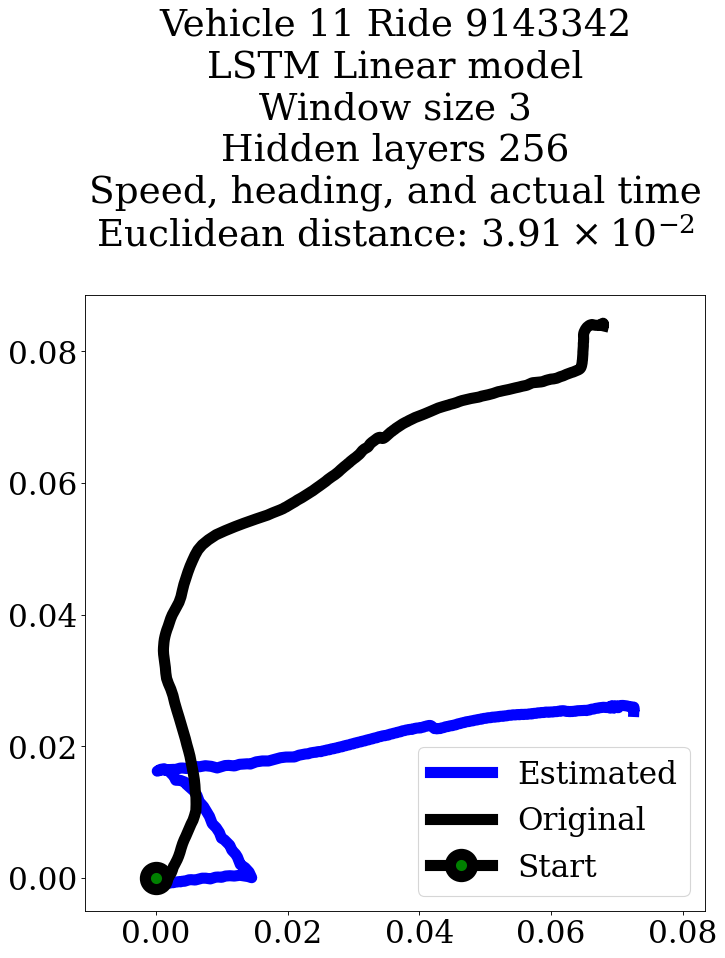 Vehicle 11 Ride 9143342
LSTM Linear model
Window size 3
Hidden layers 256
Speed, heading, and actual time
Euclidean distance: 3.91 × 10⁻²
0.08
0.06
0.04
0.02
0.00
Estimated
Original
Start
0.00 0.02 0.04 0.06 0.08